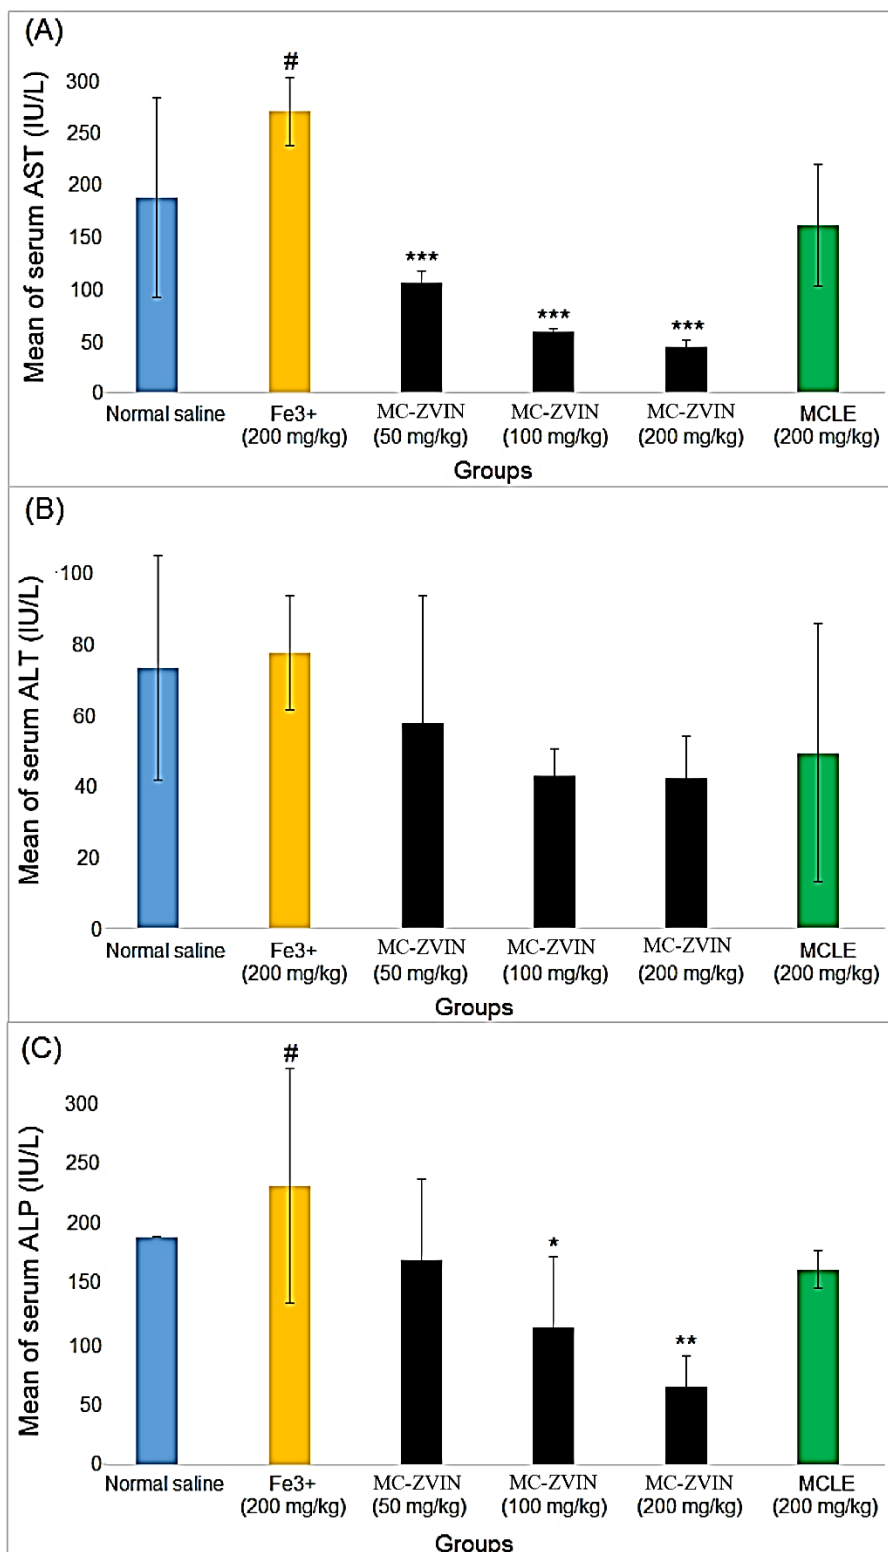 (A)
Mean of serum AST (IU/L)
300
250
200
150
100
50
0
#
***
***
***
Normal saline
Fe3+
(200 mg/kg)
MC-ZVIN
(50 mg/kg)
MC-ZVIN
(100 mg/kg)
MC-ZVIN
(200 mg/kg)
MCLE
(200 mg/kg)
Groups
(B)
Mean of serum ALT (IU/L)
100
80
60
40
20
0
Normal saline
Fe3+
(200 mg/kg)
MC-ZVIN
(50 mg/kg)
MC-ZVIN
(100 mg/kg)
MC-ZVIN
(200 mg/kg)
MCLE
(200 mg/kg)
Groups
(C)
Mean of serum ALP (IU/L)
300
250
200
150
100
50
0
#
*
**
Normal saline
Fe3+
(200 mg/kg)
MC-ZVIN
(50 mg/kg)
MC-ZVIN
(100 mg/kg)
MC-ZVIN
(200 mg/kg)
MCLE
(200 mg/kg)
Groups